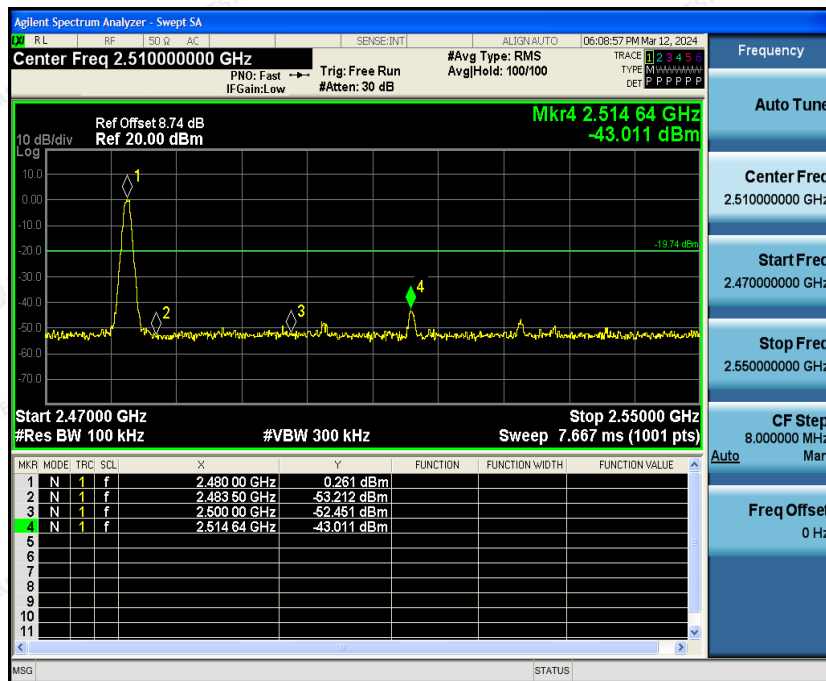 Agilent Spectrum Analyzer - Swept SA
LXI RL RF 50 Ω AC SENSE:INT ALIGN AUTO 06:08:57 PM Mar 12, 2024
Center Freq 2.510000000 GHz
PNO: Fast
IFGain:Low
Trig: Free Run
#Atten: 30 dB
#Avg Type: RMS
Avg|Hold: 100/100
TRACE 1 2 3 4 5 6
TYPE M WWWWW
DET P P P P P P
Ref Offset 8.74 dB
10 dB/div Ref 20.00 dBm
Log
Mkr4 2.514 64 GHz
-43.011 dBm
10.0
0.00
-10.0
-20.0
-30.0
-40.0
-50.0
-60.0
-70.0
1
2
3
4
-19.74 dBm
Start 2.47000 GHz Stop 2.55000 GHz
#Res BW 100 kHz #VBW 300 kHz Sweep 7.667 ms (1001 pts)
MKR MODE TRC SCL X Y FUNCTION FUNCTION WIDTH FUNCTION VALUE
1 N 1 f 2.480 00 GHz 0.261 dBm
2 N 1 f 2.483 50 GHz -53.212 dBm
3 N 1 f 2.500 00 GHz -52.451 dBm
4 N 1 f 2.514 64 GHz -43.011 dBm
5
6
7
8
9
10
11
MSG STATUS
Frequency
Auto Tune
Center Freq
2.510000000 GHz
Start Freq
2.470000000 GHz
Stop Freq
2.550000000 GHz
CF Step
8.000000 MHz
Auto Man
Freq Offset
0 Hz